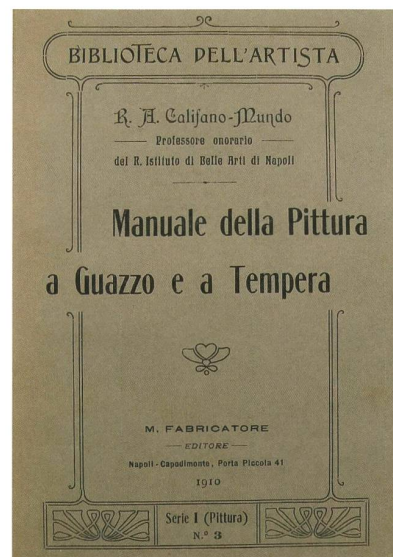 BIBLIOTECA DELL'ARTISTA
R. A. Califano-Mundo
Professore onorario
del R. Istituto di Belle Arti di Napoli
Manuale della Pittura
a Guazzo e a Tempera
M. FABRICATORE
EDITORE
Napoli - Capodimonte, Porta Piccola 41
1910
Serie I (Pittura)
N.º 3